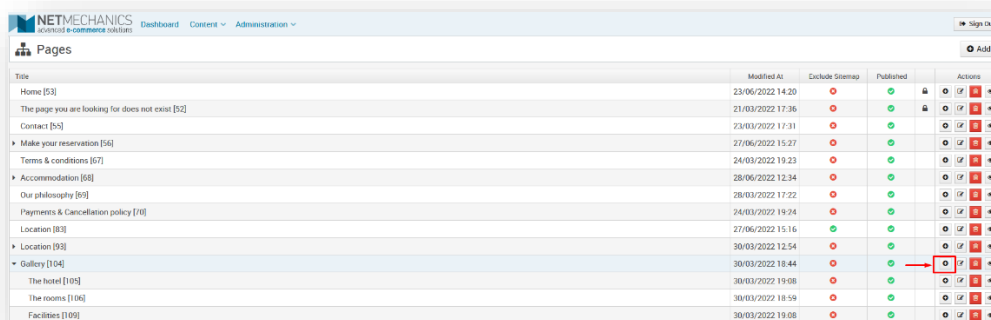 NETMECHANICS
advanced e-commerce solutions
Dashboard Content Administration
Sign Ou
Pages
Add
Title Modified At Exclude Sitemap Published Actions
Home [53] 23/06/2022 14:20
The page you are looking for does not exist [52] 21/03/2022 17:36
Contact [55] 23/03/2022 17:31
Make your reservation [56] 27/06/2022 15:27
Terms & conditions [67] 24/03/2022 19:23
Accommodation [68] 28/06/2022 12:34
Our philosophy [69] 28/03/2022 17:22
Payments & Cancellation policy [70] 24/03/2022 19:24
Location [83] 27/06/2022 15:16
Location [93] 30/03/2022 12:54
Gallery [104] 30/03/2022 18:44
The hotel [105] 30/03/2022 19:08
The rooms [106] 30/03/2022 18:59
Facilities [109] 30/03/2022 19:08